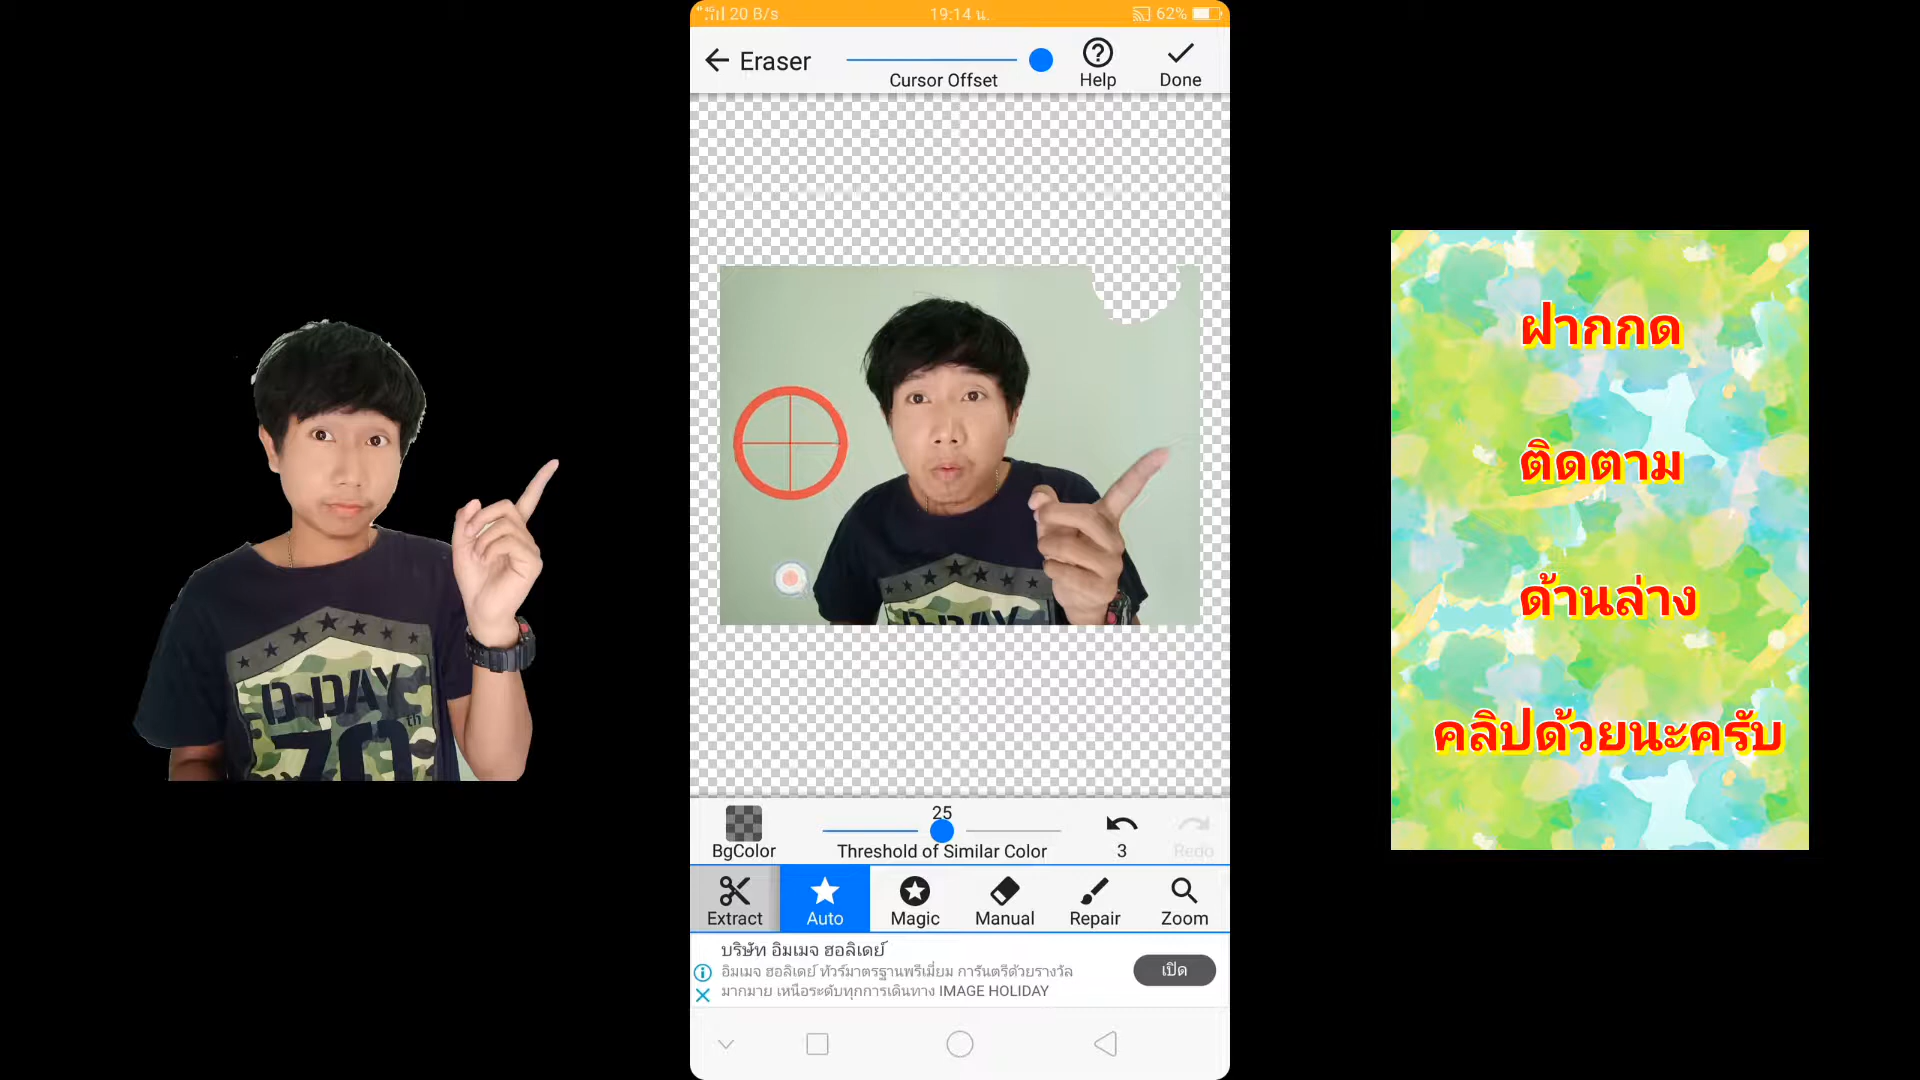 20 B/s
19:14 น.
62%
Eraser
Cursor Offset
Help
Done
D-DAY
70th
D-DAY
ฝากกด
ติดตาม
ด้านล่าง
คลิปด้วยนะครับ
25
BgColor
Threshold of Similar Color
3
Redo
Extract
Auto
Magic
Manual
Repair
Zoom
บริษัท อิมเมจ ฮอลิเดย์
อิมเมจ ฮอลิเดย์ ทัวร์มาตรฐานพรีเมี่ยม การันตรีด้วยรางวัล
มากมาย เหนือระดับทุกการเดินทาง IMAGE HOLIDAY
เปิด